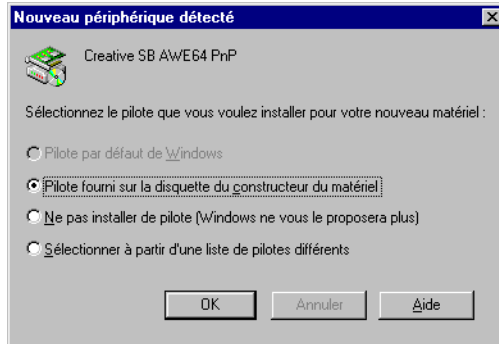 Nouveau périphérique détecté
Creative SB AWE64 PnP
Sélectionnez le pilote que vous voulez installer pour votre nouveau matériel :
Pilote par défaut de Windows
Pilote fourni sur la disquette du constructeur du matériel
Ne pas installer de pilote (Windows ne vous le proposera plus)
Sélectionner à partir d'une liste de pilotes différents
OK Annuler Aide